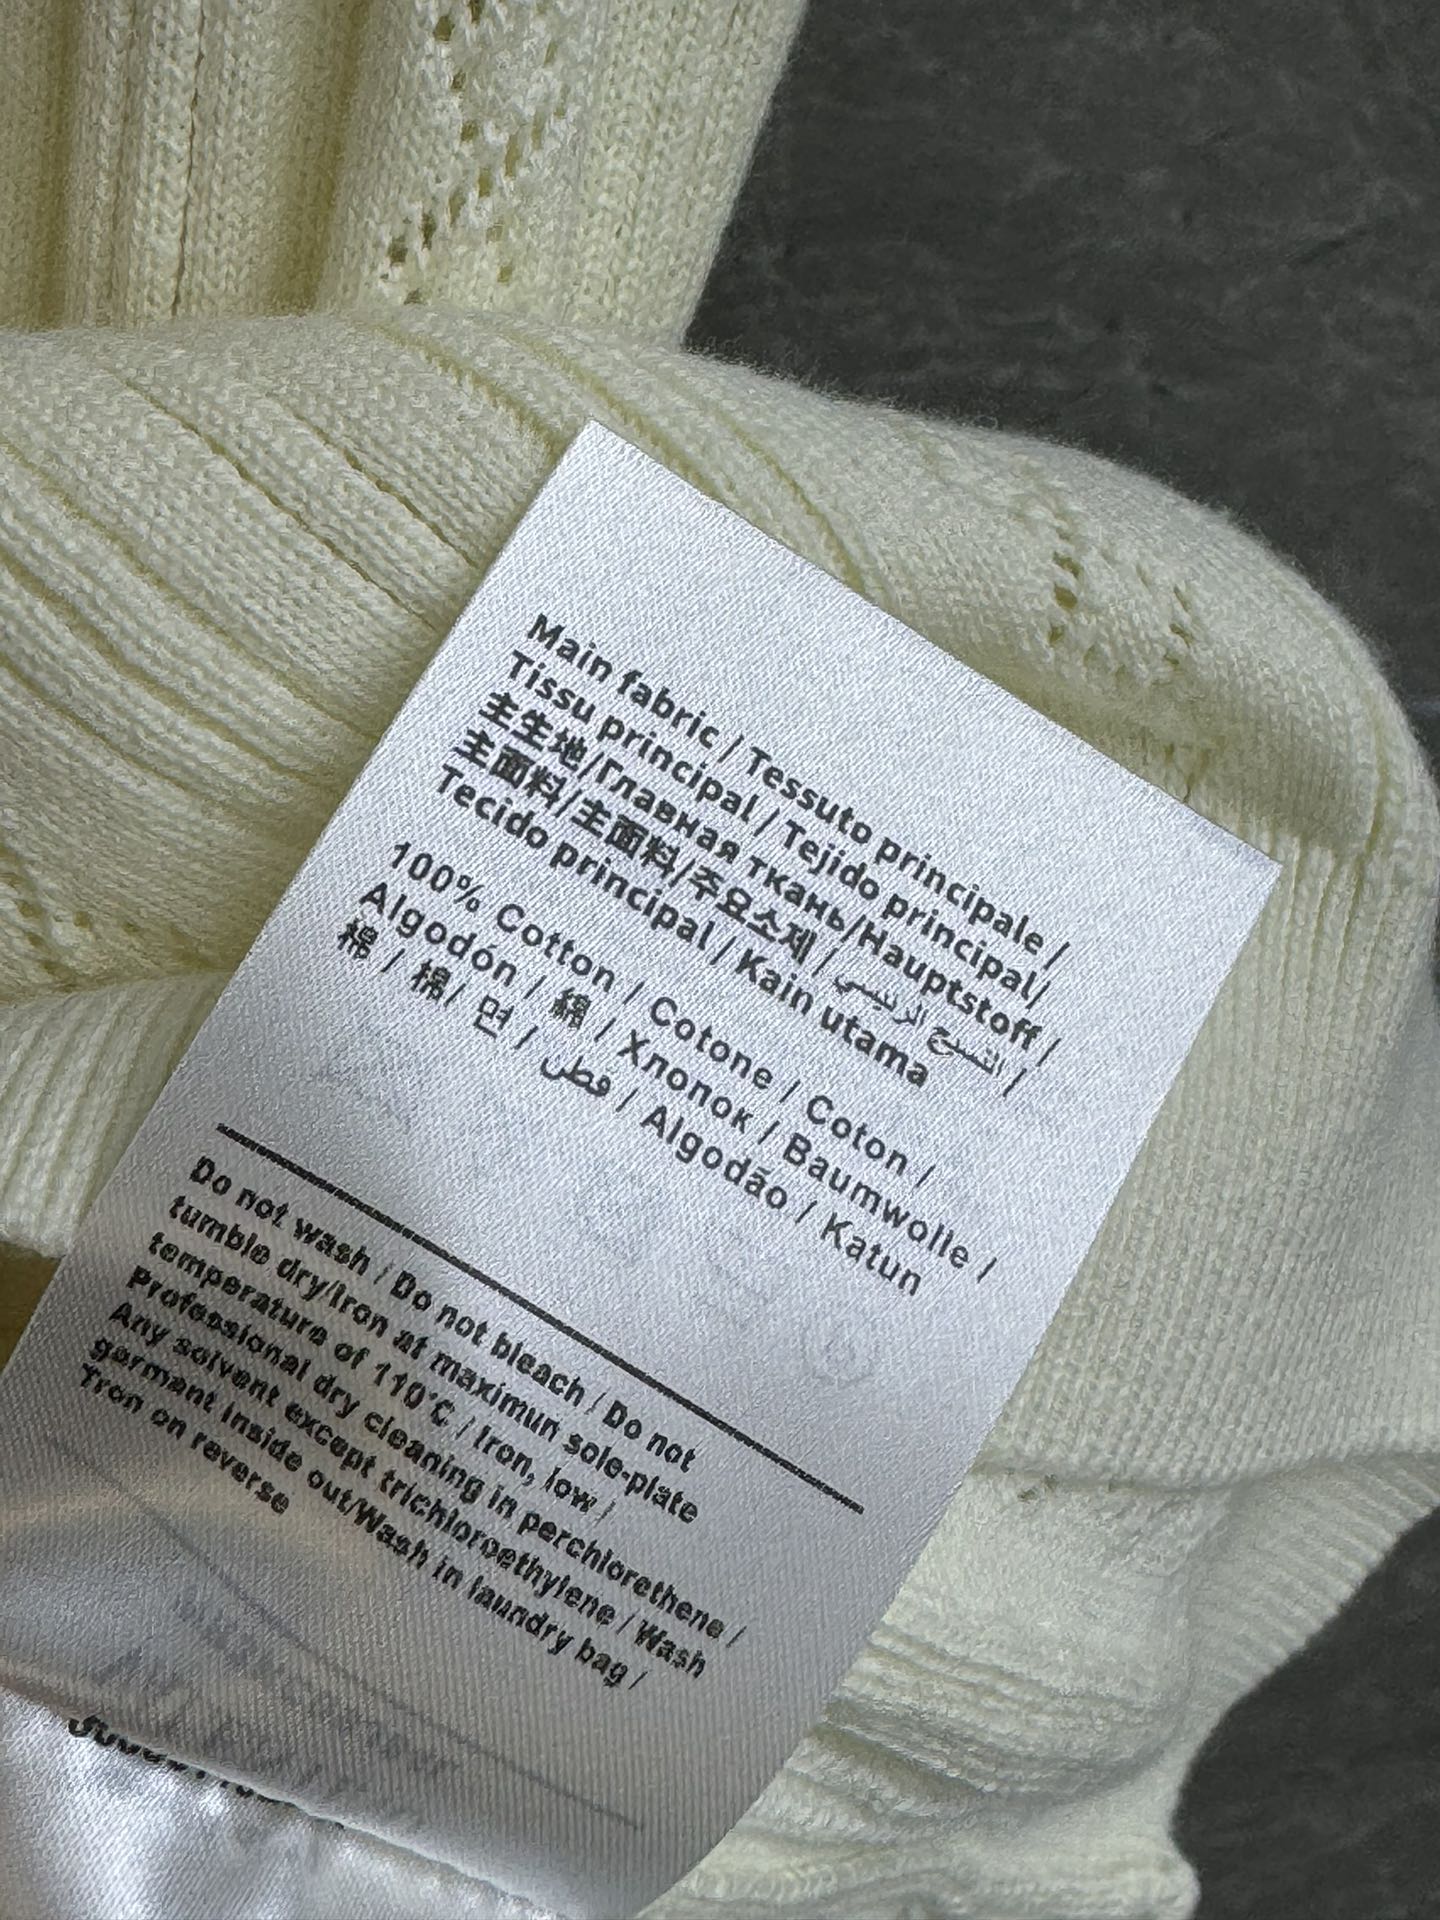 Main fabric / Tessuto principale /
Tissu principal / Tejido principal/
主生地/Главная ткань/Hauptstoff /
主面料/主面料/주요소재 / النسيج الرئيسي /
Tecido principal / Kain utama
100% Cotton / Cotone / Coton /
Algodón / 綿 / Хлопок / Baumwolle /
棉 / 棉/ 면 / قطن / Algodão / Katun
Do not wash / Do not bleach / Do not
tumble dry/Iron at maximun sole-plate
temperature of 110°C / Iron, low /
Professional dry cleaning in perchlorethene /
Any solvent except trichloroethylene / Wash
garmant inside out/Wash in laundry bag /
Tron on reverse